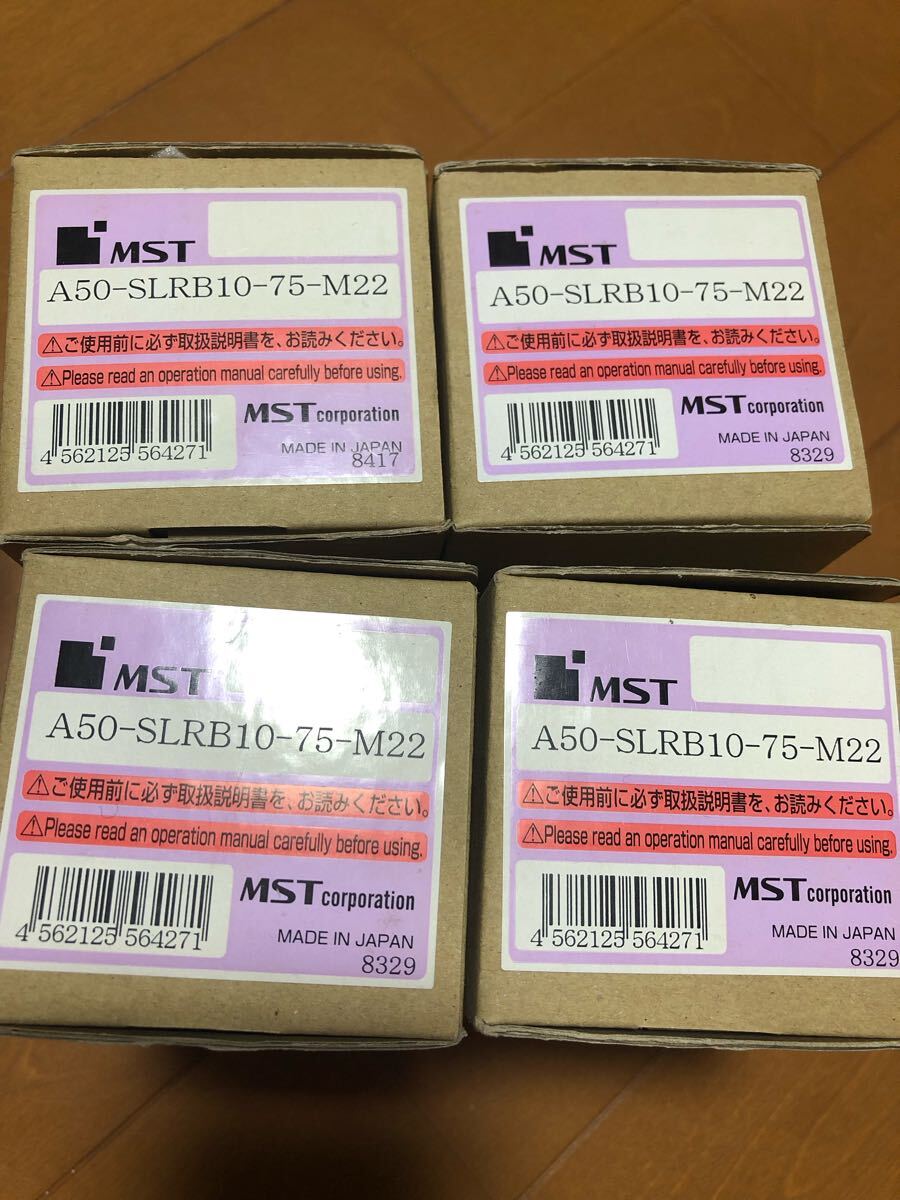 MST
A50-SLRB10-75-M22
⚠ご使用前に必ず取扱説明書を、お読みください。
⚠Please read an operation manual carefully before using.
4 562125 564271
MST corporation
MADE IN JAPAN
8417
MST
A50-SLRB10-75-M22
⚠ご使用前に必ず取扱説明書を、お読みください。
⚠Please read an operation manual carefully before using.
4 562125 564271
MST corporation
MADE IN JAPAN
8329
MST
A50-SLRB10-75-M22
⚠ご使用前に必ず取扱説明書を、お読みください。
⚠Please read an operation manual carefully before using.
4 562125 564271
MST corporation
MADE IN JAPAN
8329
MST
A50-SLRB10-75-M22
⚠ご使用前に必ず取扱説明書を、お読みください。
⚠Please read an operation manual carefully before using.
4 562125 564271
MST corporation
MADE IN JAPAN
8329